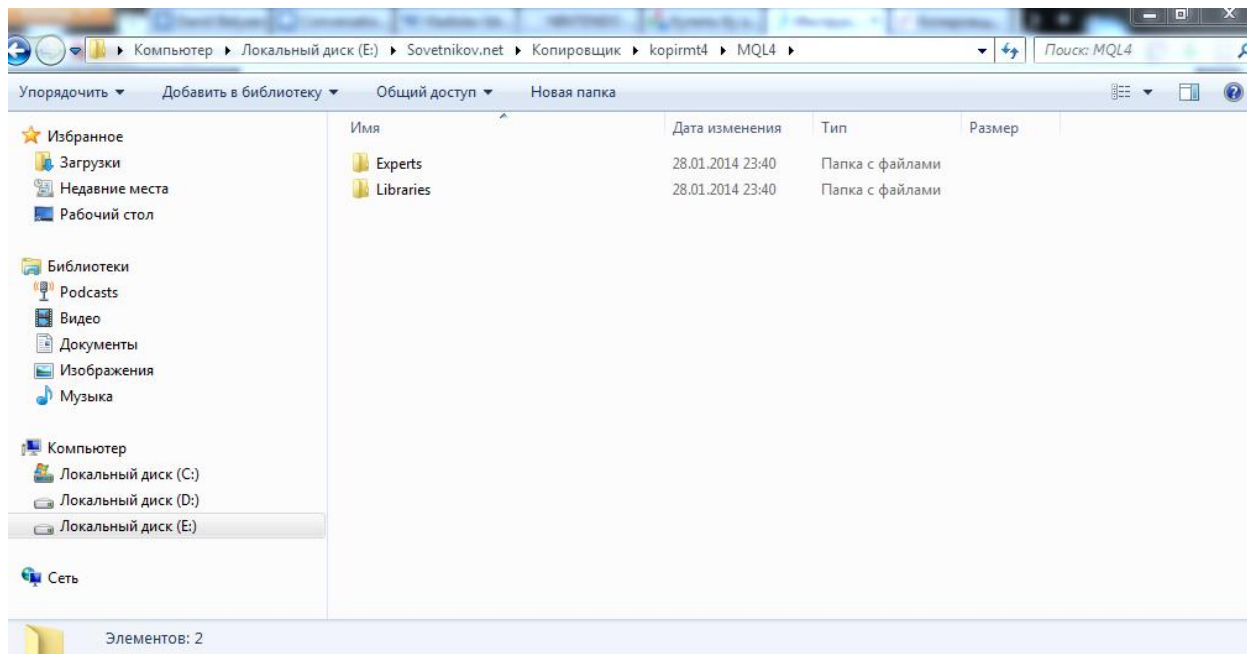 Компьютер Локальный диск (E:) Sovetnikov.net Копировщик kopirmt4 MQL4 Поиск: MQL4
Упорядочить Добавить в библиотеку Общий доступ Новая папка
Имя Дата изменения Тип Размер
Избранное
Загрузки
Недавние места
Рабочий стол
Библиотеки
Podcasts
Видео
Документы
Изображения
Музыка
Компьютер
Локальный диск (C:)
Локальный диск (D:)
Локальный диск (E:)
Сеть
Experts 28.01.2014 23:40 Папка с файлами
Libraries 28.01.2014 23:40 Папка с файлами
Элементов: 2